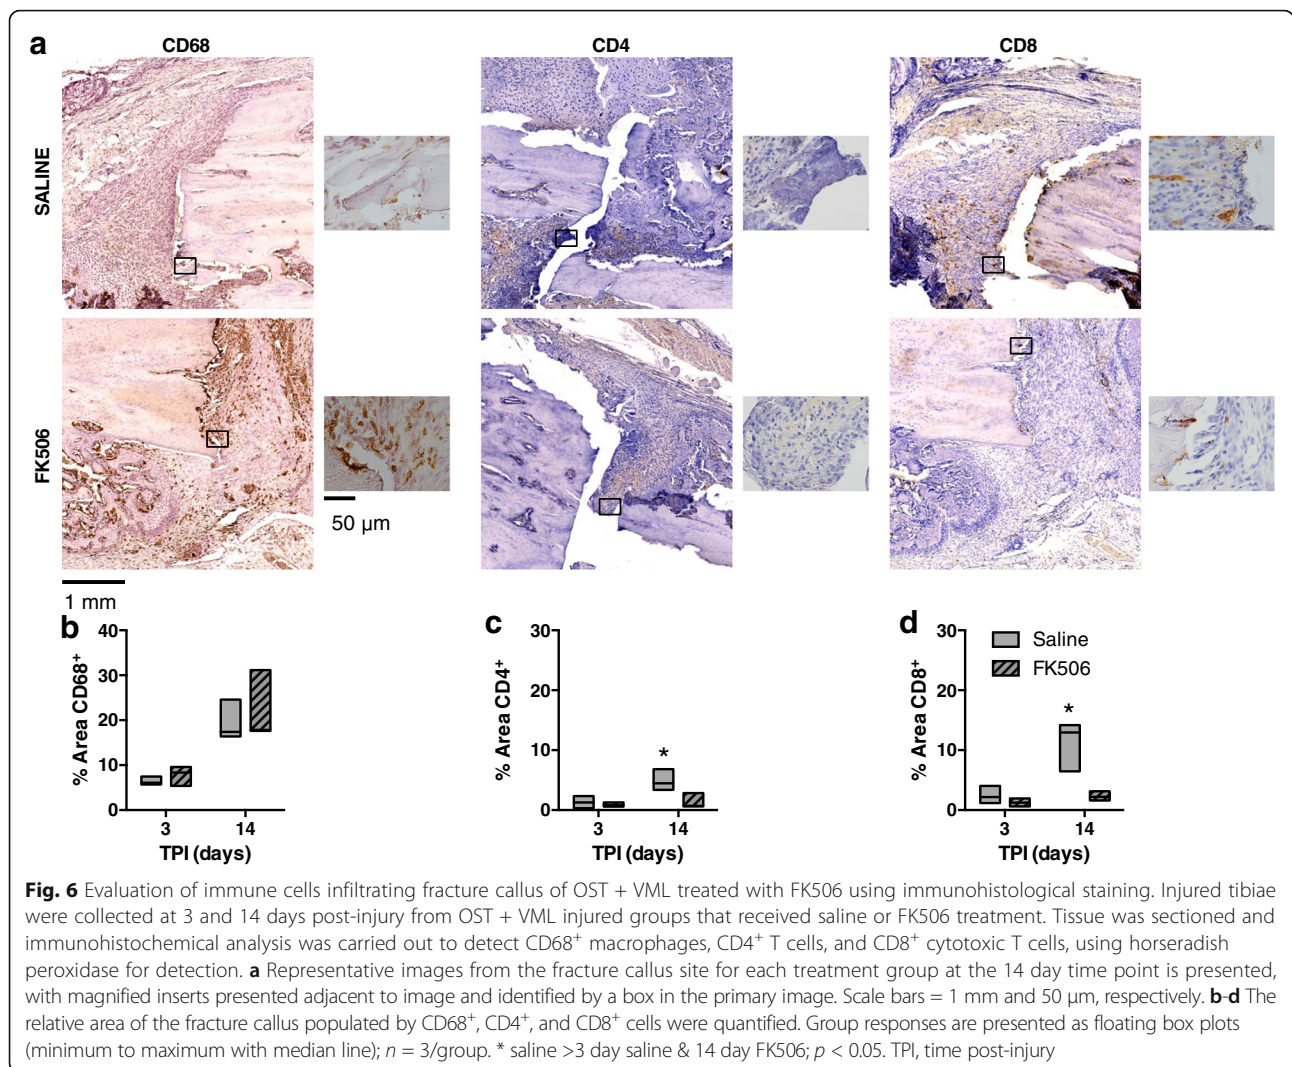 a
CD68
CD4
CD8
SALINE
FK506
50 µm
1 mm
b
% Area CD68⁺
40
30
20
10
0
3
14
TPI (days)
c
% Area CD4⁺
30
20
10
0
*
3
14
TPI (days)
d
% Area CD8⁺
30
20
10
0
Saline
FK506
*
3
14
TPI (days)
Fig. 6 Evaluation of immune cells infiltrating fracture callus of OST + VML treated with FK506 using immunohistological staining. Injured tibiae
were collected at 3 and 14 days post-injury from OST + VML injured groups that received saline or FK506 treatment. Tissue was sectioned and
immunohistochemical analysis was carried out to detect CD68⁺ macrophages, CD4⁺ T cells, and CD8⁺ cytotoxic T cells, using horseradish
peroxidase for detection. a Representative images from the fracture callus site for each treatment group at the 14 day time point is presented,
with magnified inserts presented adjacent to image and identified by a box in the primary image. Scale bars = 1 mm and 50 µm, respectively. b-d The
relative area of the fracture callus populated by CD68⁺, CD4⁺, and CD8⁺ cells were quantified. Group responses are presented as floating box plots
(minimum to maximum with median line); n = 3/group. * saline >3 day saline & 14 day FK506; p < 0.05. TPI, time post-injury